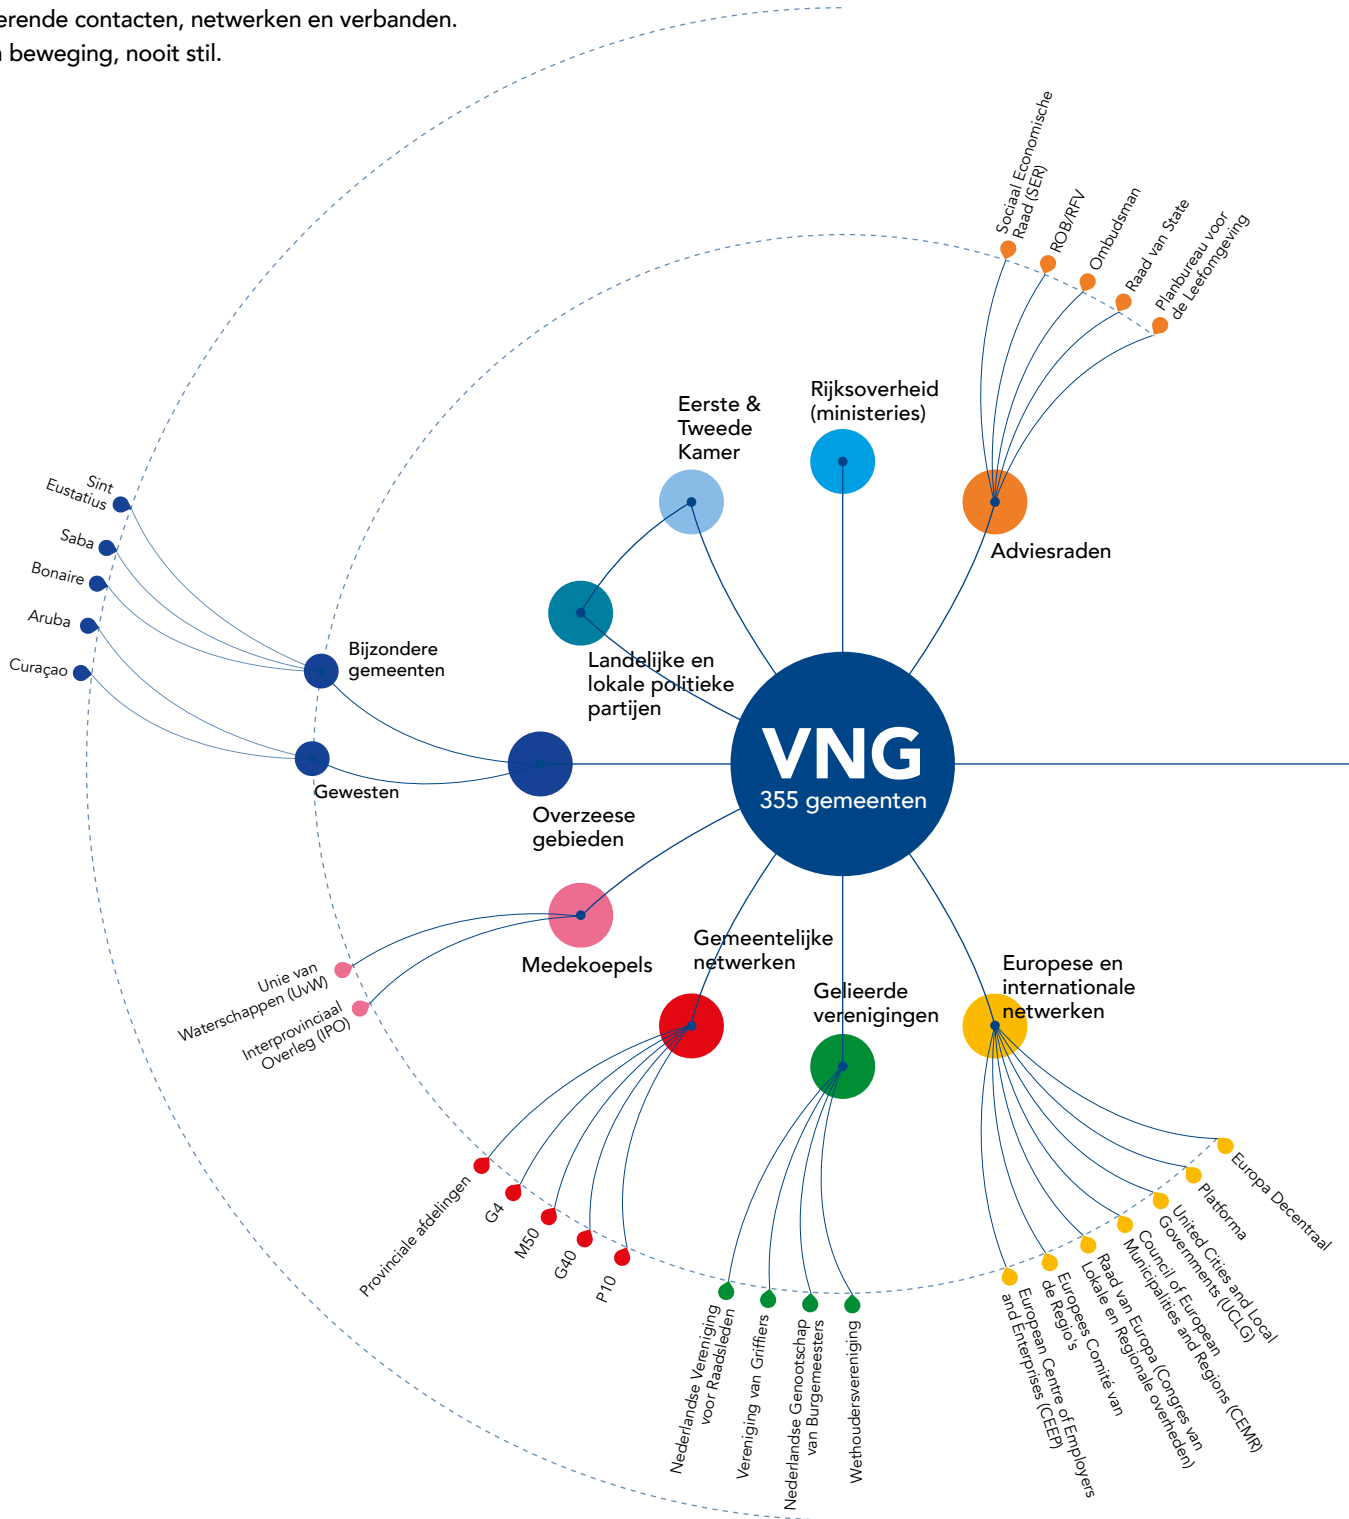 erende contacten, netwerken en verbanden.
beweging, nooit stil.
Sociaal Economische
Raad (SER)
ROB/RFV
Ombudsman
Raad van State
Planbureau voor
de Leefomgeving
Eerste &
Tweede
Kamer
Rijksoverheid
(ministeries)
Adviesraden
Landelijke en
lokale politieke
partijen
Sint
Eustatius
Saba
Bonaire
Aruba
Curaçao
Bijzondere
gemeenten
Gewesten
Overzeese
gebieden
VNG
355 gemeenten
Medekoepels
Unie van
Waterschappen (UvW)
Interprovinciaal
Overleg (IPO)
Gemeentelijke
netwerken
Provinciale afdelingen
G4
M50
G40
P10
Gelieerde
verenigingen
Nederlandse Vereniging
voor Raadsleden
Vereniging van Griffiers
Nederlandse Genootschap
van Burgemeesters
Wethoudersvereniging
Europese en
internationale
netwerken
European Centre of Employers
and Enterprises (CEEP)
Europees Comité van
de Regio's
Raad van Europa (Congres van
Lokale en Regionale overheden)
Council of European
Municipalities and Regions (CEMR)
United Cities and Local
Governments (UCLG)
Platforma
Europa Decentraal